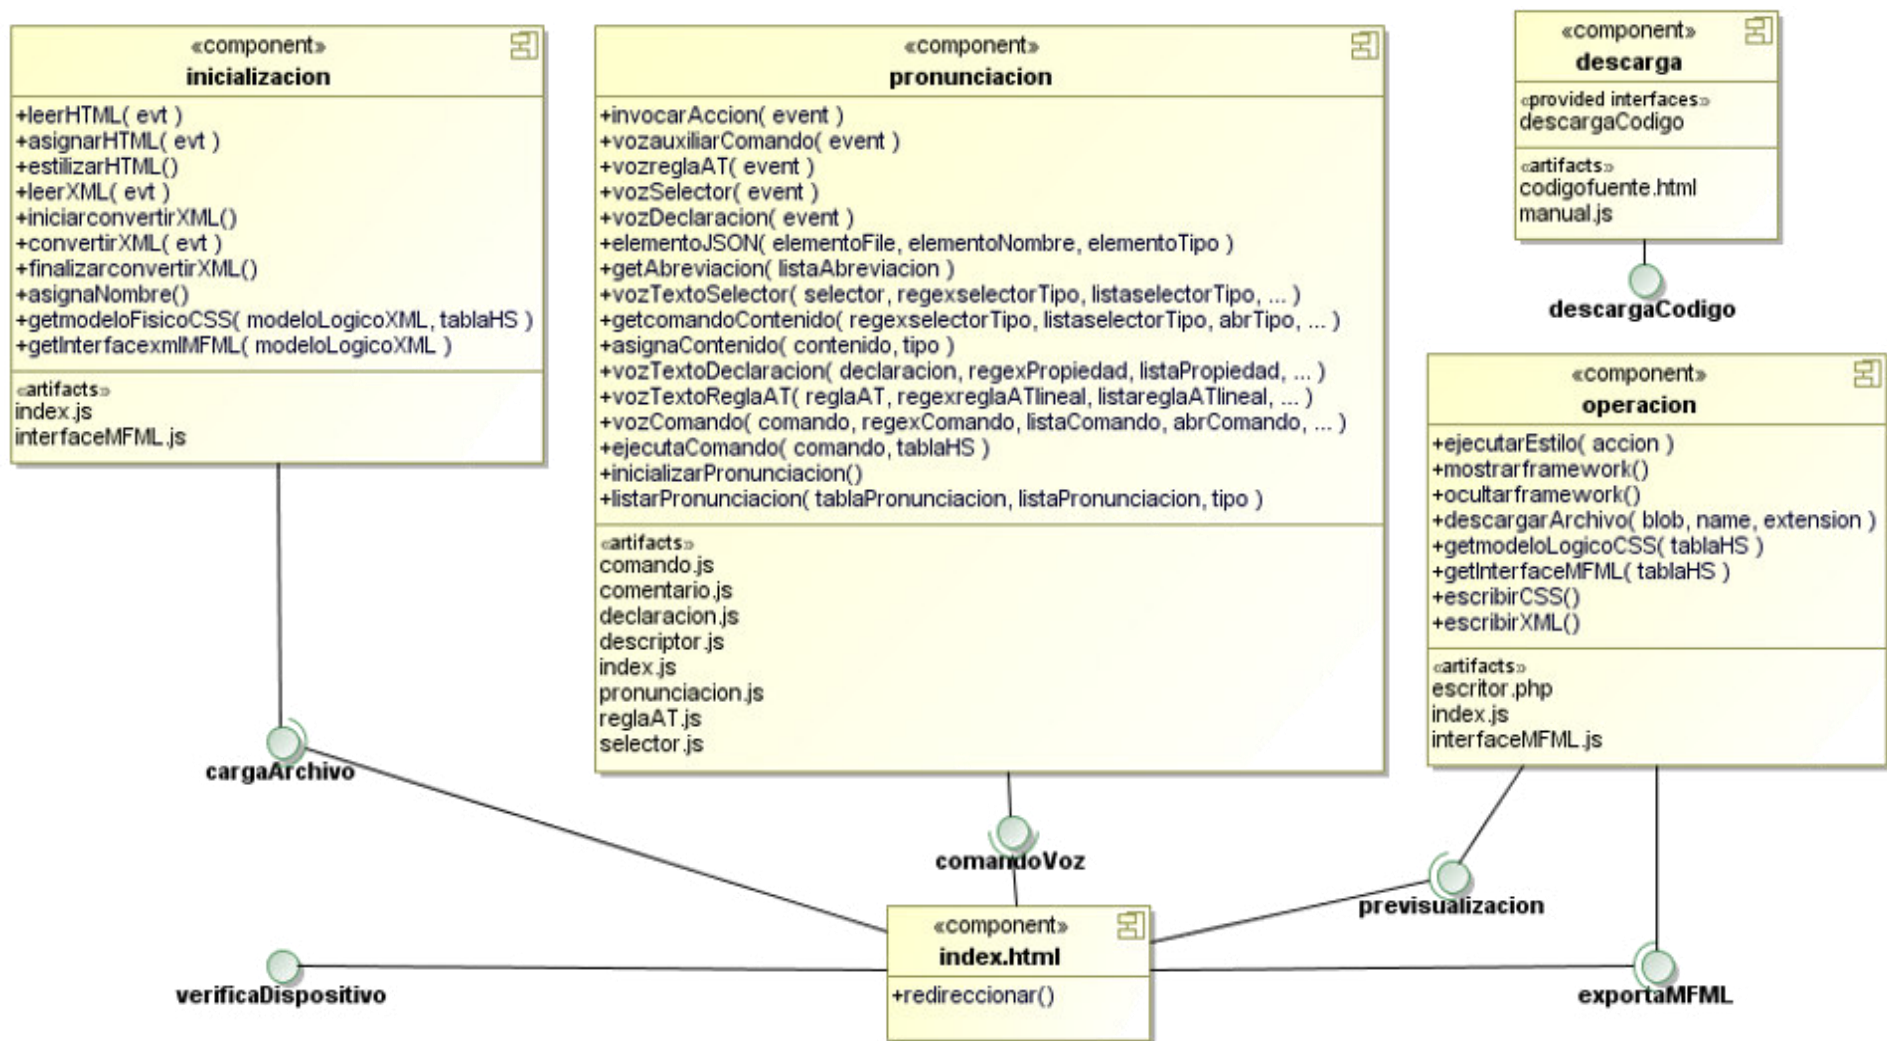 «component»
inicializacion
+leerHTML( evt )
+asignarHTML( evt )
+estilizarHTML()
+leerXML( evt )
+iniciarconvertirXML()
+convertirXML( evt )
+finalizarconvertirXML()
+asignaNombre()
+getmodeloFisicoCSS( modeloLogicoXML, tablaHS )
+getInterfacexmlMFML( modeloLogicoXML )
«artifacts»
index.js
interfaceMFML.js
«component»
pronunciacion
+invocarAccion( event )
+vozauxiliarComando( event )
+vozreglaAT( event )
+vozSelector( event )
+vozDeclaracion( event )
+elementoJSON( elementoFile, elementoNombre, elementoTipo )
+getAbreviacion( listaAbreviacion )
+vozTextoSelector( selector, regexselectorTipo, listaselectorTipo, ... )
+getcomandoContenido( regexselectorTipo, listaselectorTipo, abrTipo, ... )
+asignaContenido( contenido, tipo )
+vozTextoDeclaracion( declaracion, regexPropiedad, listaPropiedad, ... )
+vozTextoReglaAT( reglaAT, regexreglaATlineal, listareglaATlineal, ... )
+vozComando( comando, regexComando, listaComando, abrComando, ... )
+ejecutaComando( comando, tablaHS )
+inicializarPronunciacion()
+listarPronunciacion( tablaPronunciacion, listaPronunciacion, tipo )
«artifacts»
comando.js
comentario.js
declaracion.js
descriptor.js
index.js
pronunciacion.js
reglaAT.js
selector.js
«component»
descarga
«provided interfaces»
descargaCodigo
«artifacts»
codigofuente.html
manual.js
descargaCodigo
«component»
operacion
+ejecutarEstilo( accion )
+mostrarframework()
+ocultarframework()
+descargarArchivo( blob, name, extension )
+getmodeloLogicoCSS( tablaHS )
+getInterfaceMFML( tablaHS )
+escribirCSS()
+escribirXML()
«artifacts»
escritor.php
index.js
interfaceMFML.js
cargaArchivo
comandoVoz
previsualizacion
verificaDispositivo
«component»
index.html
+redireccionar()
exportaMFML